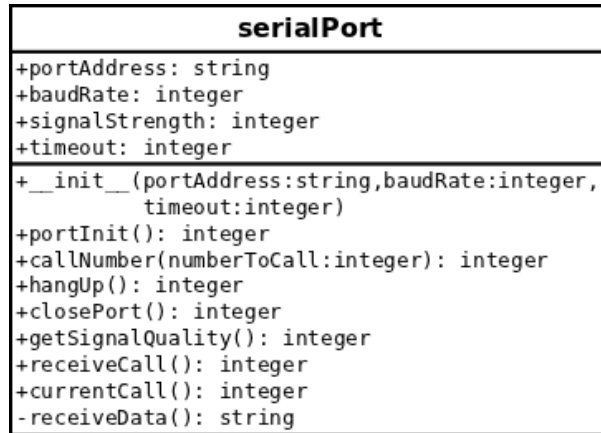 serialPort
+portAddress: string
+baudRate: integer
+signalStrength: integer
+timeout: integer
+__init__(portAddress:string,baudRate:integer,
timeout:integer)
+portInit(): integer
+callNumber(numberToCall:integer): integer
+hangUp(): integer
+closePort(): integer
+getSignalQuality(): integer
+receiveCall(): integer
+currentCall(): integer
-receiveData(): string